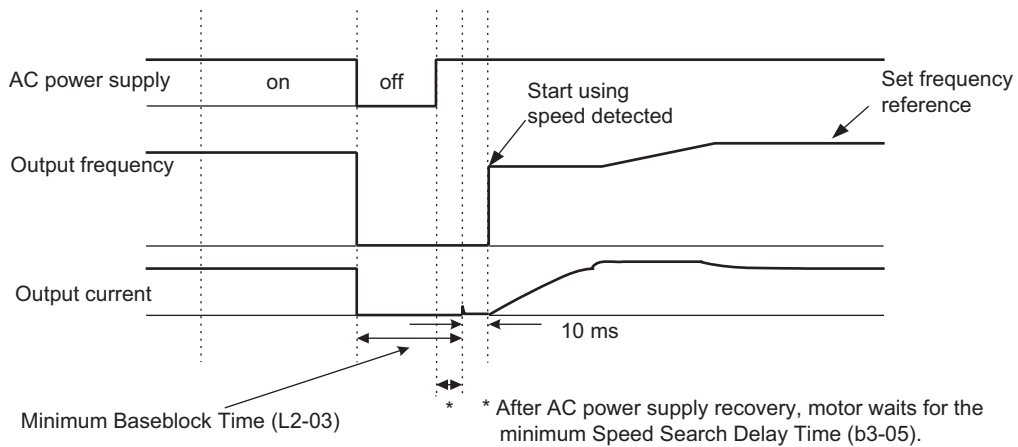 AC power supply
on
off
Start using
speed detected
Set frequency
reference
Output frequency
Output current
10 ms
Minimum Baseblock Time (L2-03)
*
* After AC power supply recovery, motor waits for the
minimum Speed Search Delay Time (b3-05).